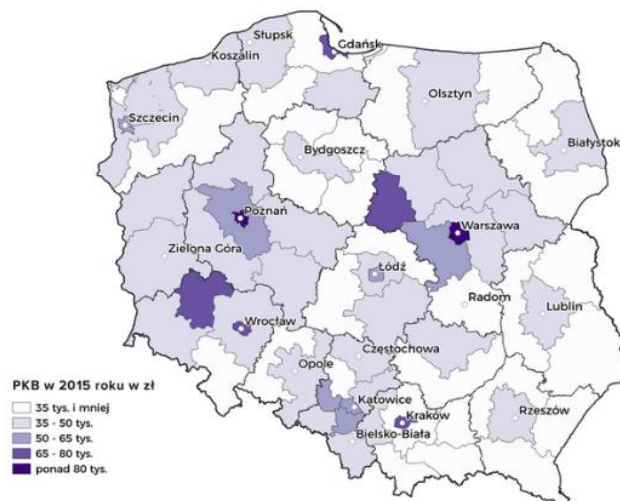 Gdańsk
Słupsk
Koszalin
Olsztyn
Szczecin
Białystok
Bydgoszcz
Poznań
Warszawa
Zielona Góra
Łódź
Radom
Lublin
Wrocław
Częstochowa
Opole
Katowice
Kraków
Rzeszów
Bielsko-Biała
PKB w 2015 roku w zł
35 tys. i mniej
35 - 50 tys.
50 - 65 tys.
65 - 80 tys.
ponad 80 tys.